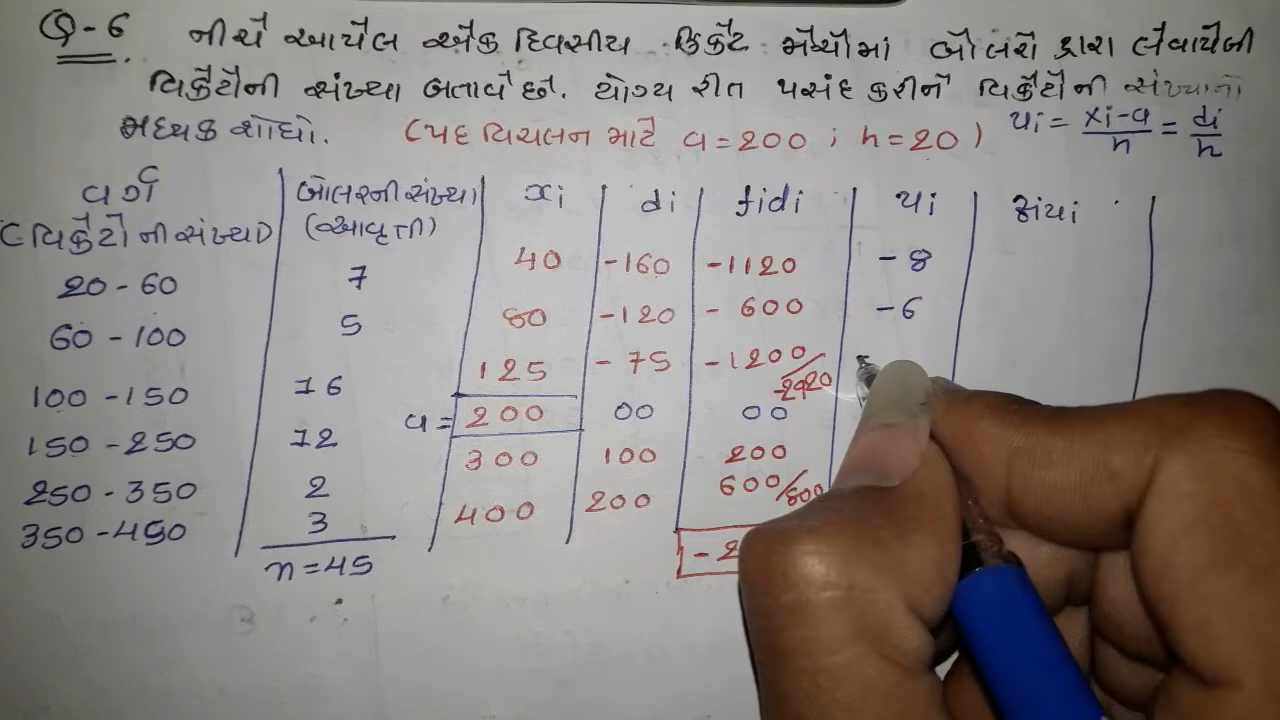 Q-6 નીચે આપેલ એક દિવસીય ક્રિકેટ મેચોમાં બોલરો દ્વારા લેવાયેલી
વિકેટોની સંખ્યા બતાવે છે. યોગ્ય રીત પસંદ કરીને વિકેટોની સંખ્યાનો
મધ્યક શોધો. (પદ વિચલન માટે a=200 ; h=20) ui = xi-a/h = di/h
વર્ગ (વિકેટોની સંખ્યા) બોલરની સંખ્યા (આવૃત્તી) xi di fidi ui fiui
20-60 7 40 -160 -1120 -8
60-100 5 80 -120 -600 -6
100-150 16 125 -75 -1200/-2920
150-250 12 a= 200 00 00
250-350 2 300 100 200
350-450 3 400 200 600/800
n=45 -2